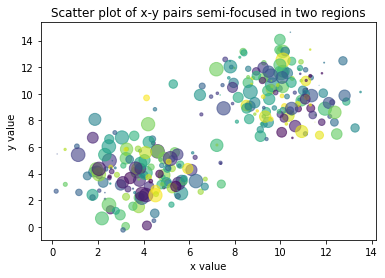 Scatter plot of x-y pairs semi-focused in two regions
14
12
10
8
6
4
2
0
y value
0 2 4 6 8 10 12 14
x value